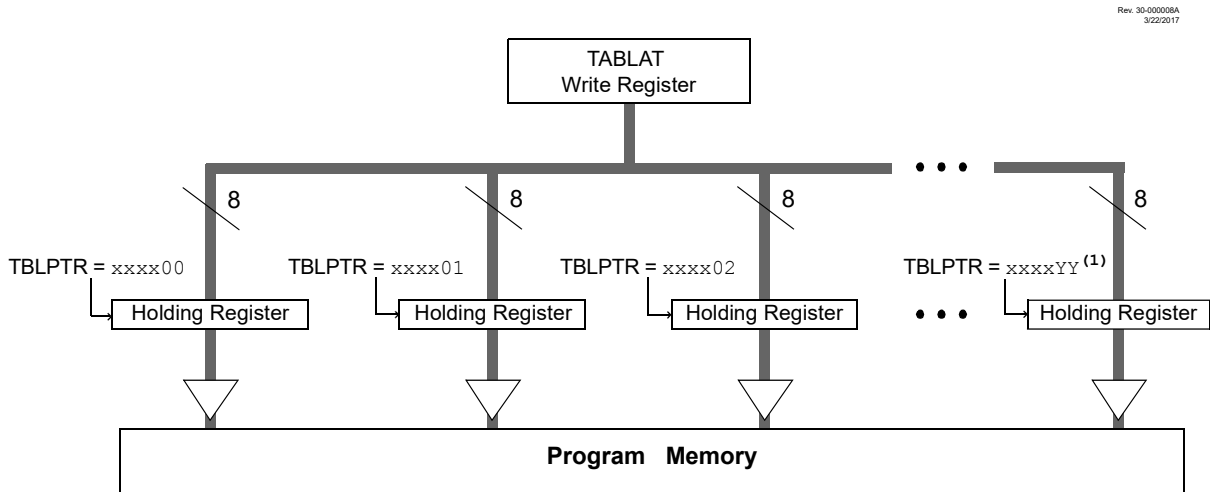 Rev. 30-000008A
3/22/2017
TABLAT
Write Register
8
8
8
8
TBLPTR = xxxx00
TBLPTR = xxxx01
TBLPTR = xxxx02
TBLPTR = xxxxYY(1)
Holding Register
Holding Register
Holding Register
Holding Register
Program Memory